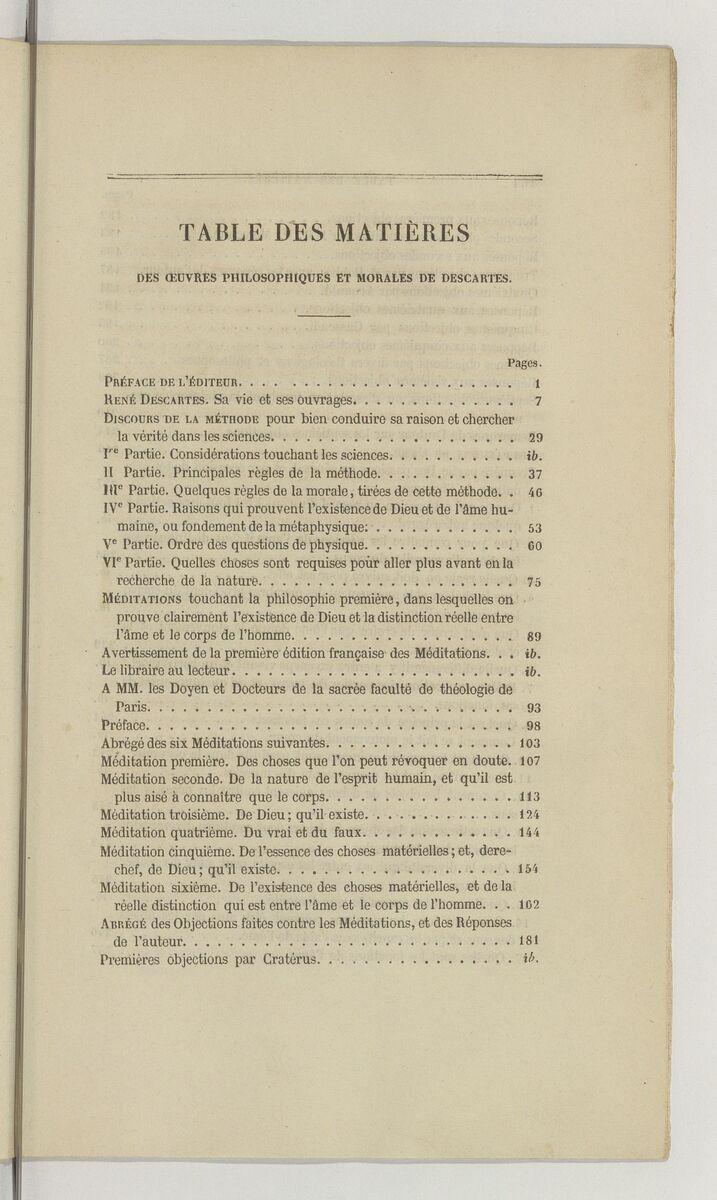 TABLE DES MATIÈRES
DES ŒUVRES PHILOSOPHIQUES ET MORALES DE DESCARTES.
Pages.
PRÉFACE DE L'ÉDITEUR. . . . . . . . . . . . . . . . . . . . . . 1
RENÉ DESCARTES. Sa vie et ses ouvrages. . . . . . . . . . . . . . 7
DISCOURS DE LA MÉTHODE pour bien conduire sa raison et chercher
la vérité dans les sciences. . . . . . . . . . . . . . . . . . . . . 29
Ire Partie. Considérations touchant les sciences. . . . . . . . . . . ib.
II Partie. Principales règles de la méthode. . . . . . . . . . . . 37
IIIe Partie. Quelques règles de la morale, tirées de cette méthode. . 46
IVe Partie. Raisons qui prouvent l'existence de Dieu et de l'âme hu-
maine, ou fondement de la métaphysique: . . . . . . . . . . . . 53
Ve Partie. Ordre des questions de physique. . . . . . . . . . . . . 60
VIe Partie. Quelles choses sont requises pour aller plus avant en la
recherche de la nature. . . . . . . . . . . . . . . . . . . . . . 75
MÉDITATIONS touchant la philosophie première, dans lesquelles on
prouve clairement l'existence de Dieu et la distinction réelle entre
l'âme et le corps de l'homme. . . . . . . . . . . . . . . . . . . 89
Avertissement de la première édition française des Méditations. . . ib.
Le libraire au lecteur. . . . . . . . . . . . . . . . . . . . . . . . ib.
A MM. les Doyen et Docteurs de la sacrée faculté de théologie de
Paris. . . . . . . . . . . . . . . . . . . . . . . . . . . . . . . 93
Préface. . . . . . . . . . . . . . . . . . . . . . . . . . . . . . . 98
Abrégé des six Méditations suivantes. . . . . . . . . . . . . . . . 103
Méditation première. Des choses que l'on peut révoquer en doute. 107
Méditation seconde. De la nature de l'esprit humain, et qu'il est
plus aisé à connaître que le corps. . . . . . . . . . . . . . . . 113
Méditation troisième. De Dieu; qu'il existe. . . . . . . . . . . . . 124
Méditation quatrième. Du vrai et du faux. . . . . . . . . . . . . 144
Méditation cinquième. De l'essence des choses matérielles; et, dere-
chef, de Dieu; qu'il existe. . . . . . . . . . . . . . . . . . . . 154
Méditation sixième. De l'existence des choses matérielles, et de la
réelle distinction qui est entre l'âme et le corps de l'homme. . . 162
ABRÉGÉ des Objections faites contre les Méditations, et des Réponses
de l'auteur. . . . . . . . . . . . . . . . . . . . . . . . . . . . 181
Premières objections par Cratérus. . . . . . . . . . . . . . . . . ib.